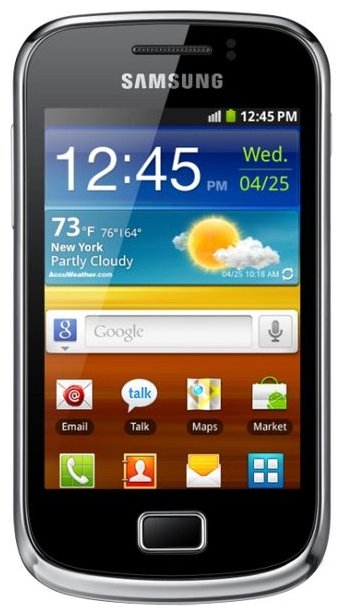 SAMSUNG
12:45 PM
12:45 PM
Wed.
04/25
73°F 76°|64°
New York
Partly Cloudy
AccuWeather.com
04/25 10:18 AM
g Google
@
talk
Email Talk Maps Market